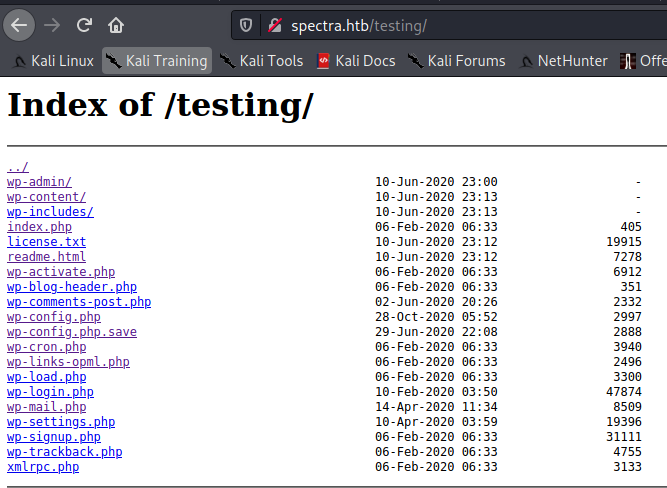 spectra.htb/testing/
Kali Linux Kali Training Kali Tools Kali Docs Kali Forums NetHunter Offe
Index of /testing/
../
wp-admin/ 10-Jun-2020 23:00 -
wp-content/ 10-Jun-2020 23:13 -
wp-includes/ 10-Jun-2020 23:13 -
index.php 06-Feb-2020 06:33 405
license.txt 10-Jun-2020 23:12 19915
readme.html 10-Jun-2020 23:12 7278
wp-activate.php 06-Feb-2020 06:33 6912
wp-blog-header.php 06-Feb-2020 06:33 351
wp-comments-post.php 02-Jun-2020 20:26 2332
wp-config.php 28-Oct-2020 05:52 2997
wp-config.php.save 29-Jun-2020 22:08 2888
wp-cron.php 06-Feb-2020 06:33 3940
wp-links-opml.php 06-Feb-2020 06:33 2496
wp-load.php 06-Feb-2020 06:33 3300
wp-login.php 10-Feb-2020 03:50 47874
wp-mail.php 14-Apr-2020 11:34 8509
wp-settings.php 10-Apr-2020 03:59 19396
wp-signup.php 06-Feb-2020 06:33 31111
wp-trackback.php 06-Feb-2020 06:33 4755
xmlrpc.php 06-Feb-2020 06:33 3133